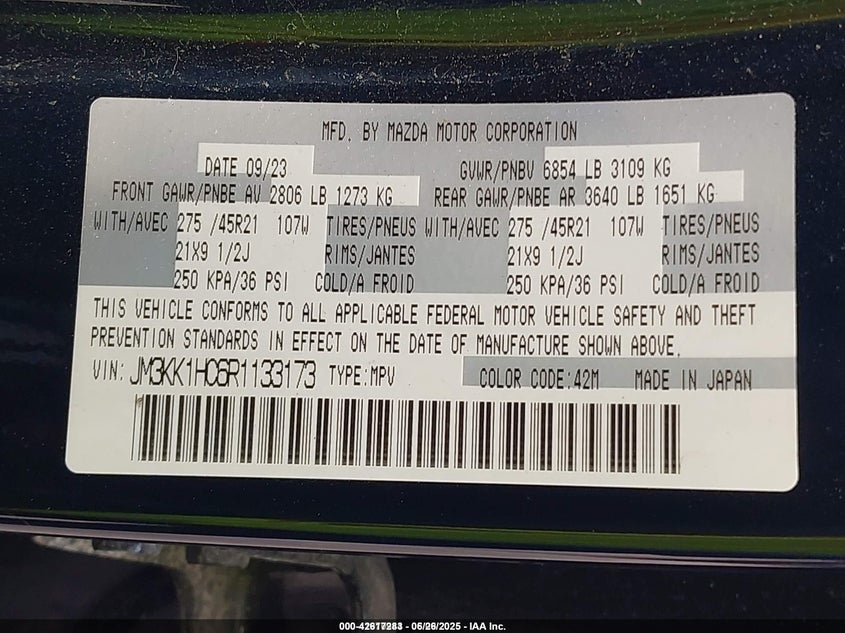 MFD. BY MAZDA MOTOR CORPORATION
DATE 09/23 GVWR/PNBV 6854 LB 3109 KG
FRONT GAWR/PNBE AV 2806 LB 1273 KG REAR GAWR/PNBE AR 3640 LB 1651 KG
WITH/AVEC 275 /45R21 107W TIRES/PNEUS WITH/AVEC 275 /45R21 107W TIRES/PNEUS
21X9 1/2J RIMS/JANTES 21X9 1/2J RIMS/JANTES
250 KPA/36 PSI COLD/A FROID 250 KPA/36 PSI COLD/A FROID
THIS VEHICLE CONFORMS TO ALL APPLICABLE FEDERAL MOTOR VEHICLE SAFETY AND THEFT
PREVENTION STANDARDS IN EFFECT ON THE DATE OF MANUFACTURE SHOWN ABOVE.
VIN: JM3KK1HC6R1133173 TYPE:MPV COLOR CODE:42M MADE IN JAPAN
- IAA Inc.